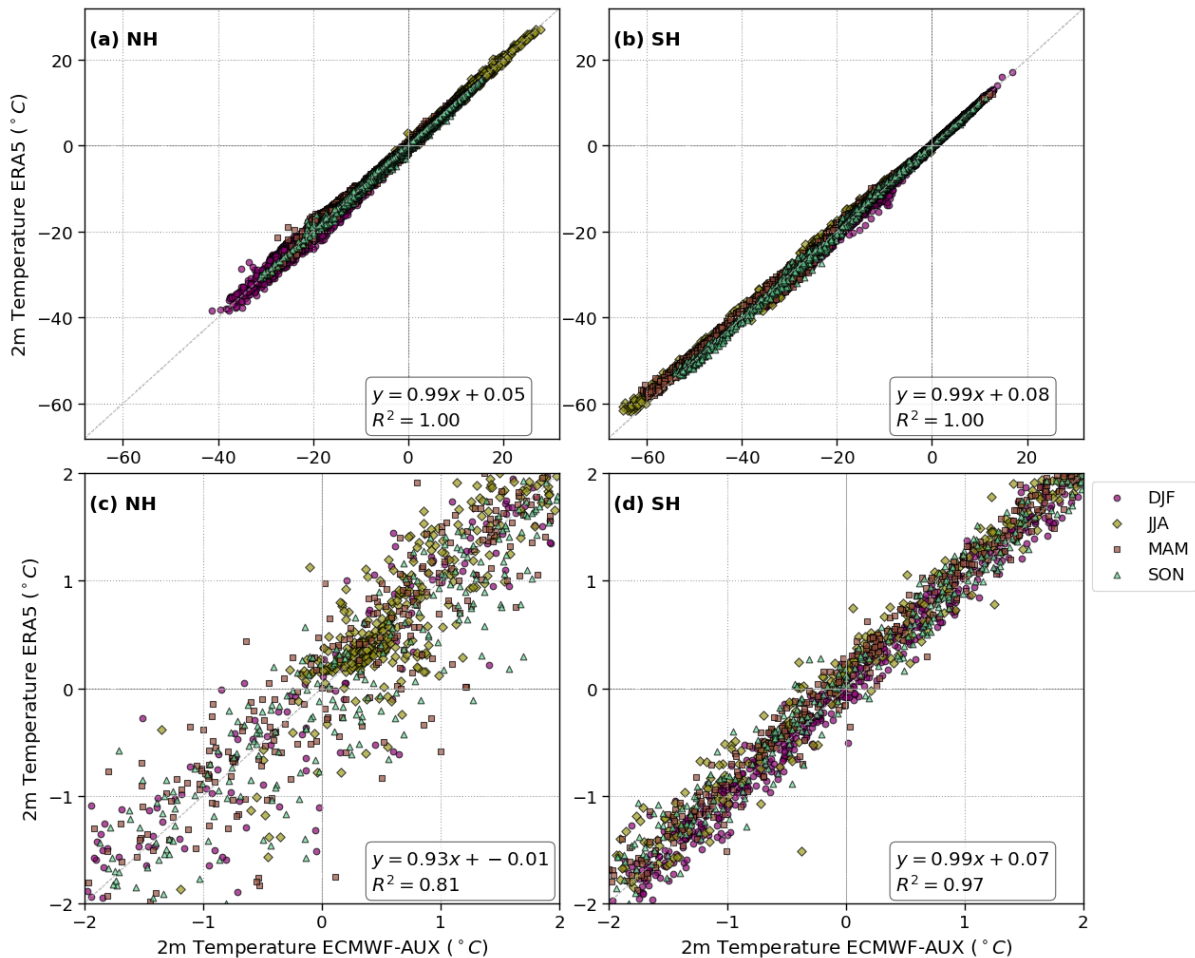 (a) NH
(b) SH
2m Temperature ERA5 (°C)
20
0
−20
−40
−60
20
0
−20
−40
−60
y = 0.99x + 0.05
R² = 1.00
y = 0.99x + 0.08
R² = 1.00
−60 −40 −20 0 20
−60 −40 −20 0 20
(c) NH
(d) SH
2m Temperature ERA5 (°C)
2
1
0
−1
−2
2
1
0
−1
−2
DJF
JJA
MAM
SON
y = 0.93x + − 0.01
R² = 0.81
y = 0.99x + 0.07
R² = 0.97
−2 −1 0 1 2
−2 −1 0 1 2
2m Temperature ECMWF-AUX (°C)
2m Temperature ECMWF-AUX (°C)